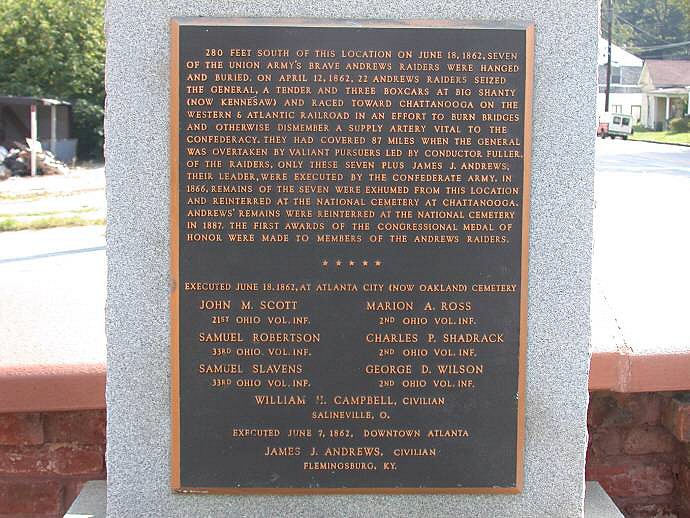 280 FEET SOUTH OF THIS LOCATION ON JUNE 18, 1862, SEVEN
OF THE UNION ARMY'S BRAVE ANDREWS RAIDERS WERE HANGED
AND BURIED. ON APRIL 12, 1862, 22 ANDREWS RAIDERS SEIZED
THE GENERAL, A TENDER AND THREE BOXCARS AT BIG SHANTY
(NOW KENNESAW) AND RACED TOWARD CHATTANOOGA ON THE
WESTERN & ATLANTIC RAILROAD IN AN EFFORT TO BURN BRIDGES
AND OTHERWISE DISMEMBER A SUPPLY ARTERY VITAL TO THE
CONFEDERACY. THEY HAD COVERED 87 MILES WHEN THE GENERAL
WAS OVERTAKEN BY VALIANT PURSUERS LED BY CONDUCTOR FULLER.
OF THE RAIDERS, ONLY THESE SEVEN PLUS JAMES J. ANDREWS,
THEIR LEADER, WERE EXECUTED BY THE CONFEDERATE ARMY. IN
1866, REMAINS OF THE SEVEN WERE EXHUMED FROM THIS LOCATION
AND REINTERRED AT THE NATIONAL CEMETERY AT CHATTANOOGA.
ANDREWS' REMAINS WERE REINTERRED AT THE NATIONAL CEMETERY
IN 1887. THE FIRST AWARDS OF THE CONGRESSIONAL MEDAL OF
HONOR WERE MADE TO MEMBERS OF THE ANDREWS RAIDERS.
★ ★ ★ ★ ★
EXECUTED JUNE 18, 1862, AT ATLANTA CITY (NOW OAKLAND) CEMETERY
JOHN M. SCOTT MARION A. ROSS
21ST OHIO VOL. INF. 2ND OHIO VOL. INF.
SAMUEL ROBERTSON CHARLES P. SHADRACK
33RD OHIO VOL. INF. 2ND OHIO VOL. INF.
SAMUEL SLAVENS GEORGE D. WILSON
33RD OHIO VOL. INF. 2ND OHIO VOL. INF.
WILLIAM H. CAMPBELL, CIVILIAN
SALINEVILLE, O.
EXECUTED JUNE 7, 1862, DOWNTOWN ATLANTA
JAMES J. ANDREWS, CIVILIAN
FLEMINGSBURG, KY.